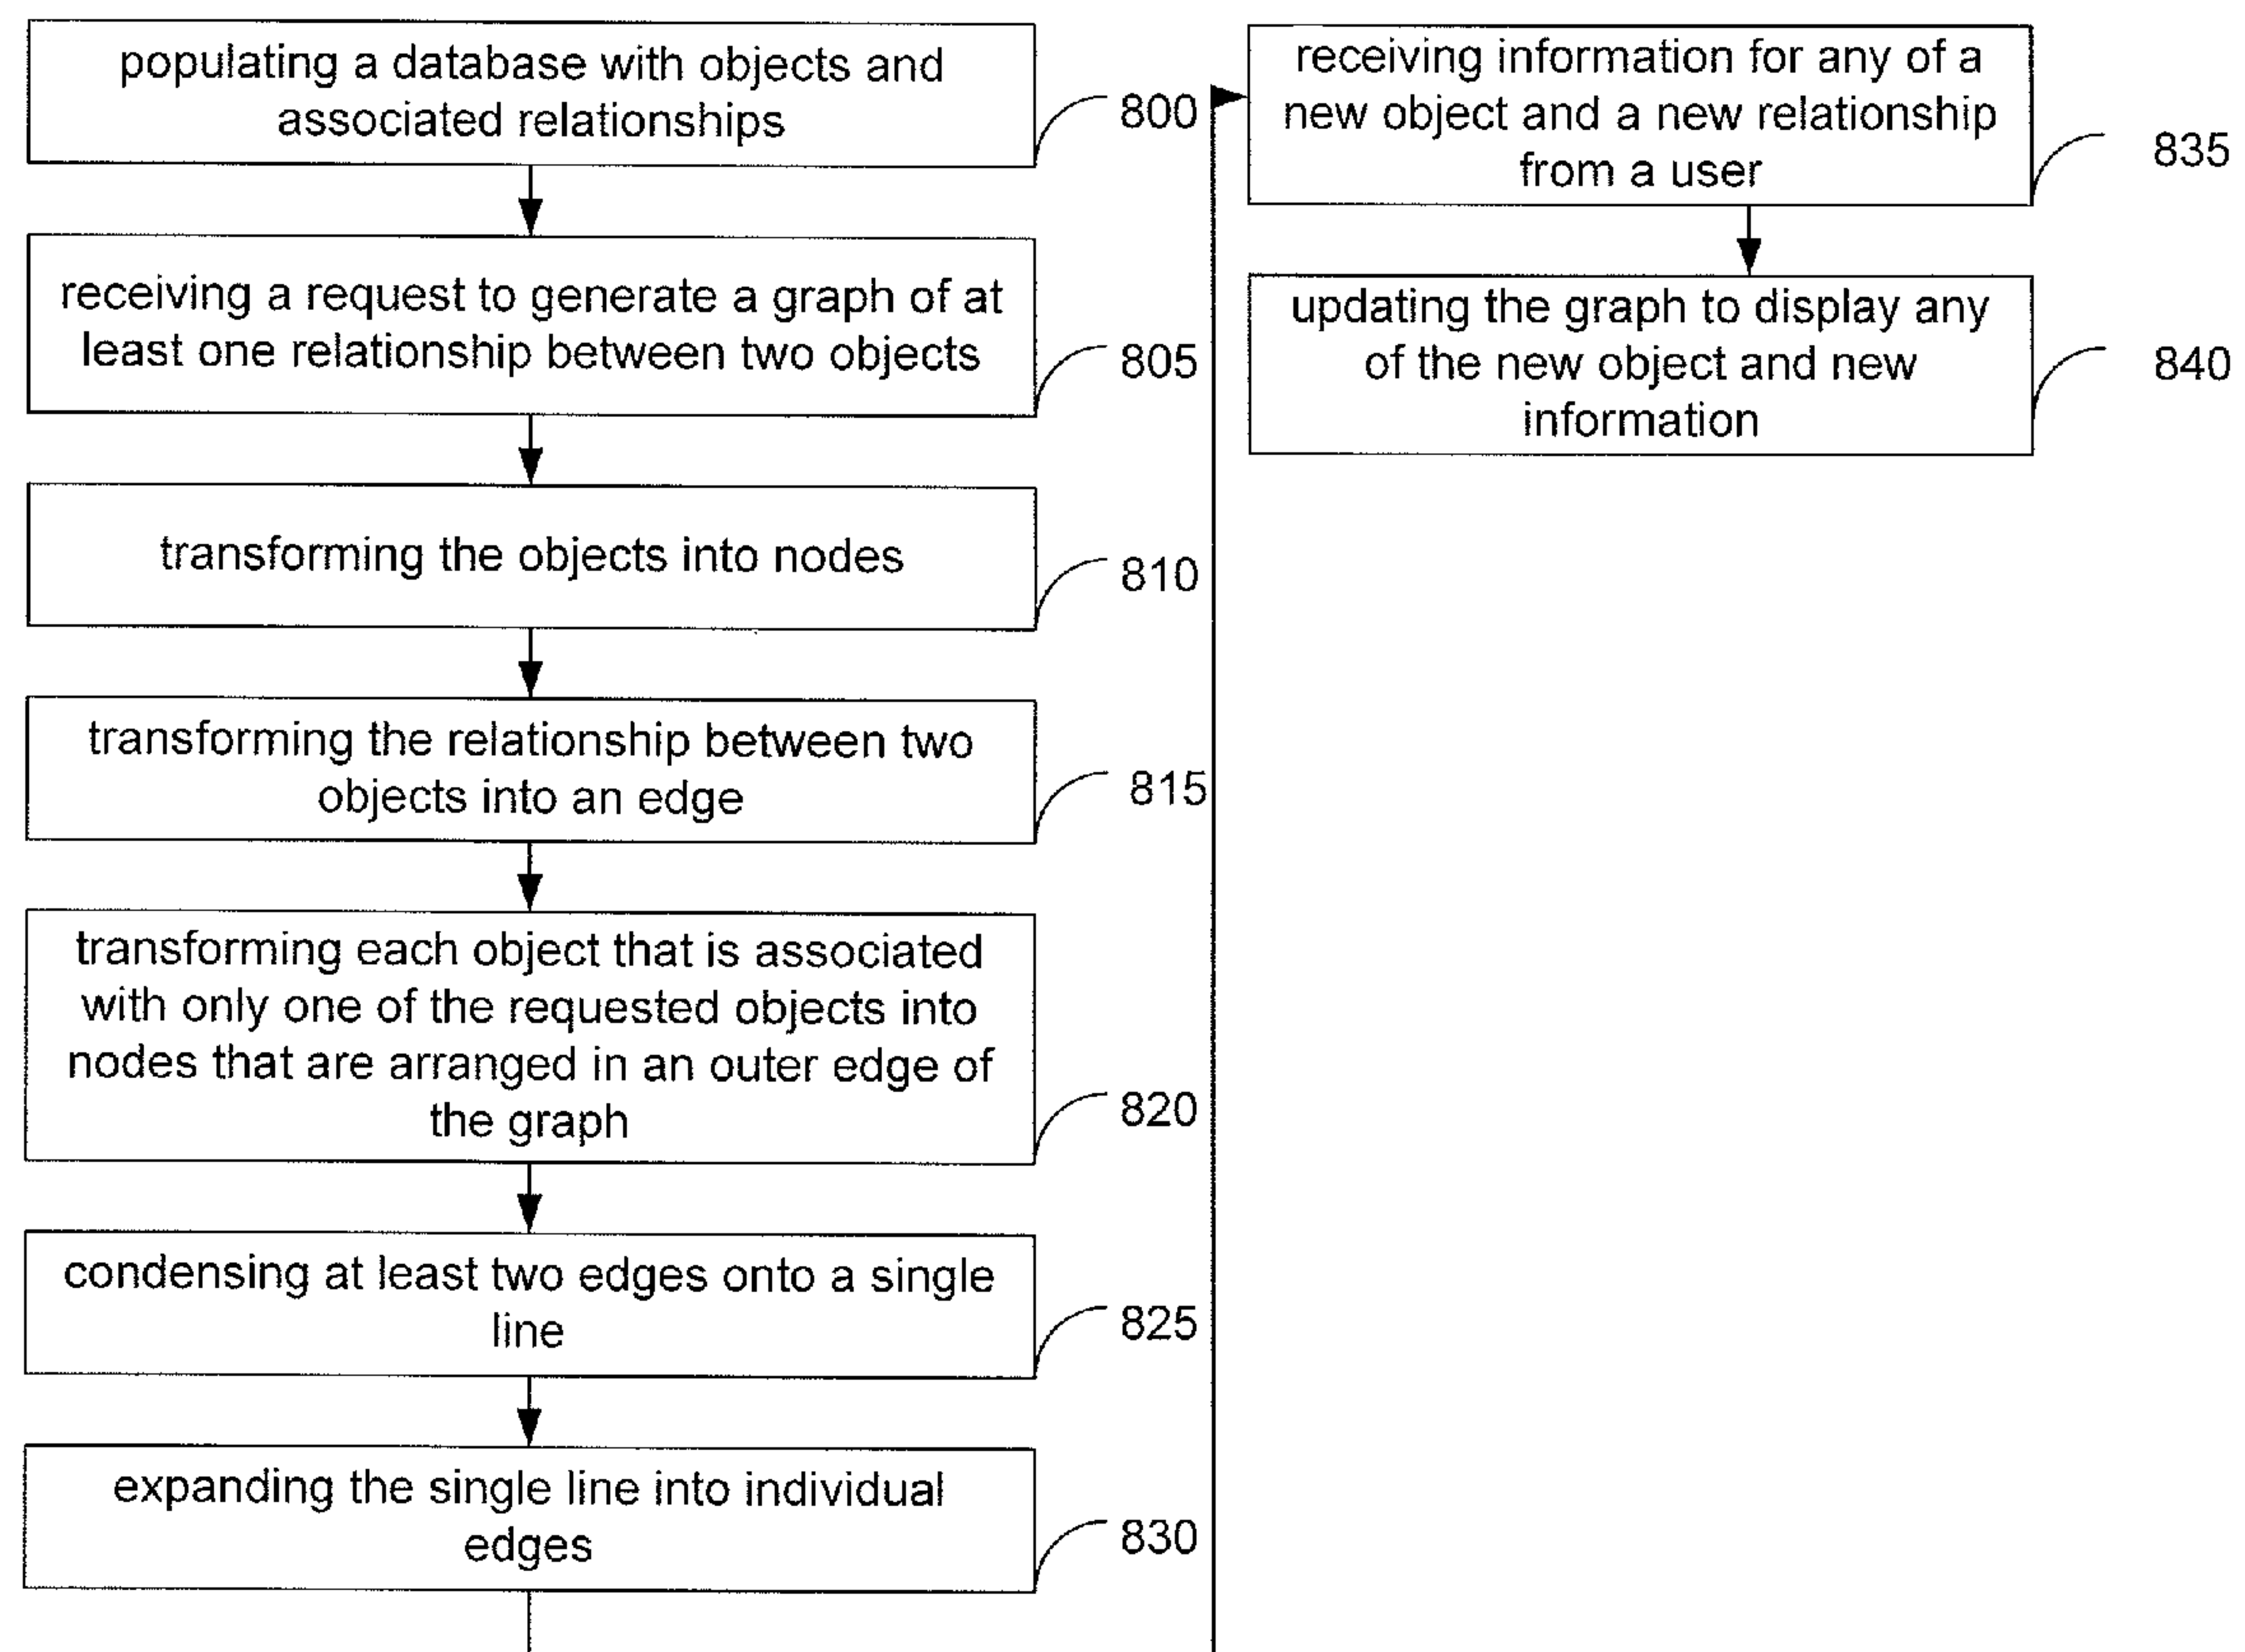 populating a database with objects and
associated relationships
800
receiving a request to generate a graph of at
least one relationship between two objects
805
transforming the objects into nodes
810
transforming the relationship between two
objects into an edge
815
transforming each object that is associated
with only one of the requested objects into
nodes that are arranged in an outer edge of
the graph
820
condensing at least two edges onto a single
line
825
expanding the single line into individual
edges
830
receiving information for any of a
new object and a new relationship
from a user
835
updating the graph to display any
of the new object and new
information
840